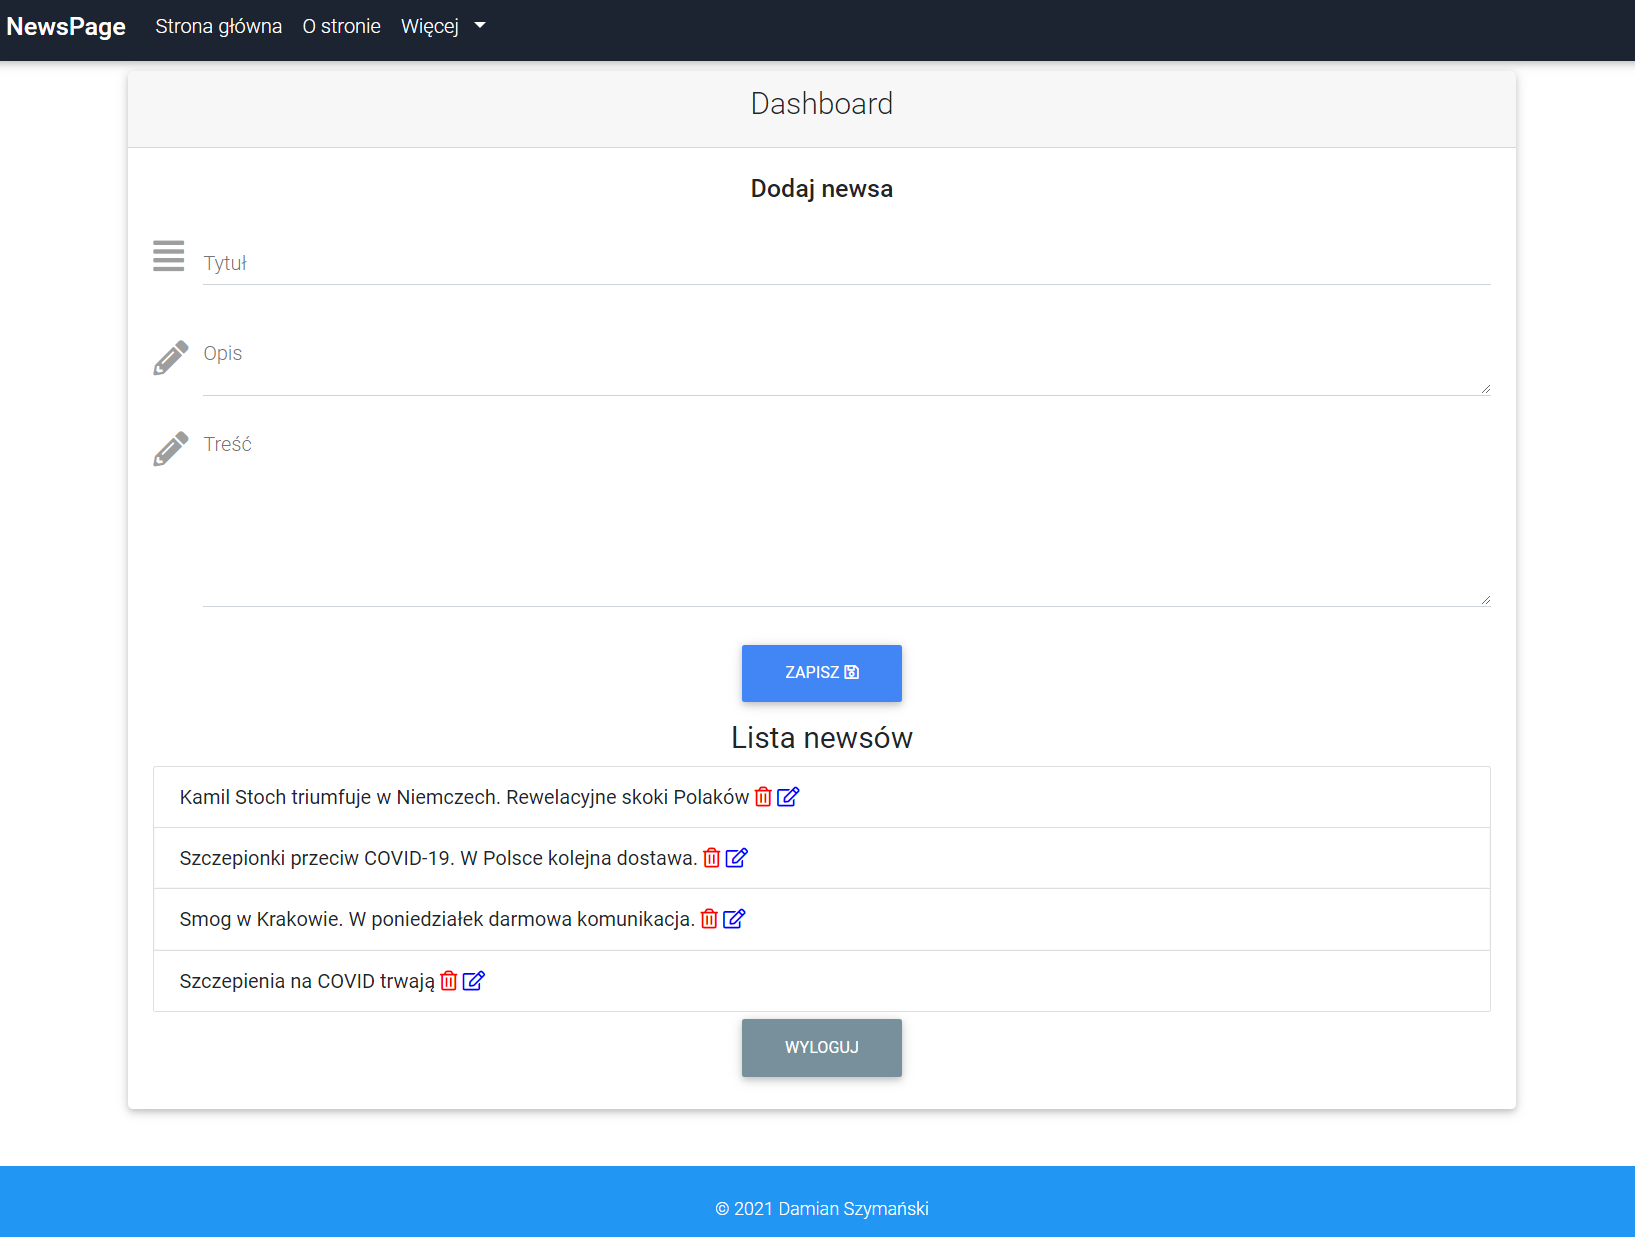 NewsPage Strona główna O stronie Więcej
Dashboard
Dodaj newsa
Tytuł
Opis
Treść
ZAPISZ
Lista newsów
Kamil Stoch triumfuje w Niemczech. Rewelacyjne skoki Polaków
Szczepionki przeciw COVID-19. W Polsce kolejna dostawa.
Smog w Krakowie. W poniedziałek darmowa komunikacja.
Szczepienia na COVID trwają
WYLOGUJ
© 2021 Damian Szymański